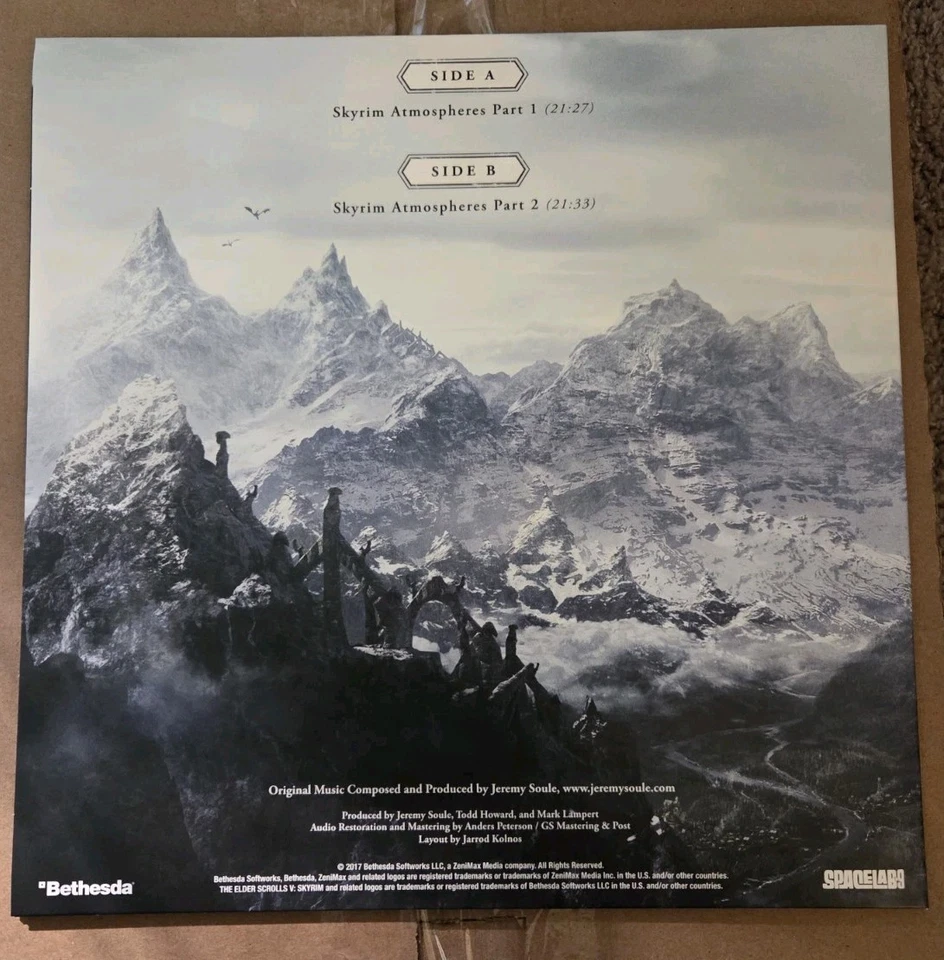 SIDE A
Skyrim Atmospheres Part 1 (21:27)
SIDE B
Skyrim Atmospheres Part 2 (21:33)
Original Music Composed and Produced by Jeremy Soule, www.jeremysoule.com
Produced by Jeremy Soule, Todd Howard, and Mark Lampert
Audio Restoration and Mastering by Anders Peterson / GS Mastering & Post
Layout by Jarrod Kolnos
© 2017 Bethesda Softworks LLC, a ZeniMax Media company. All Rights Reserved.
Bethesda Softworks, Bethesda, ZeniMax and related logos are registered trademarks or trademarks of ZeniMax Media Inc. in the U.S. and/or other countries.
THE ELDER SCROLLS V: SKYRIM and related logos are trademarks or registered trademarks of Bethesda Softworks LLC in the U.S. and/or other countries.
Bethesda
SPACELAB9